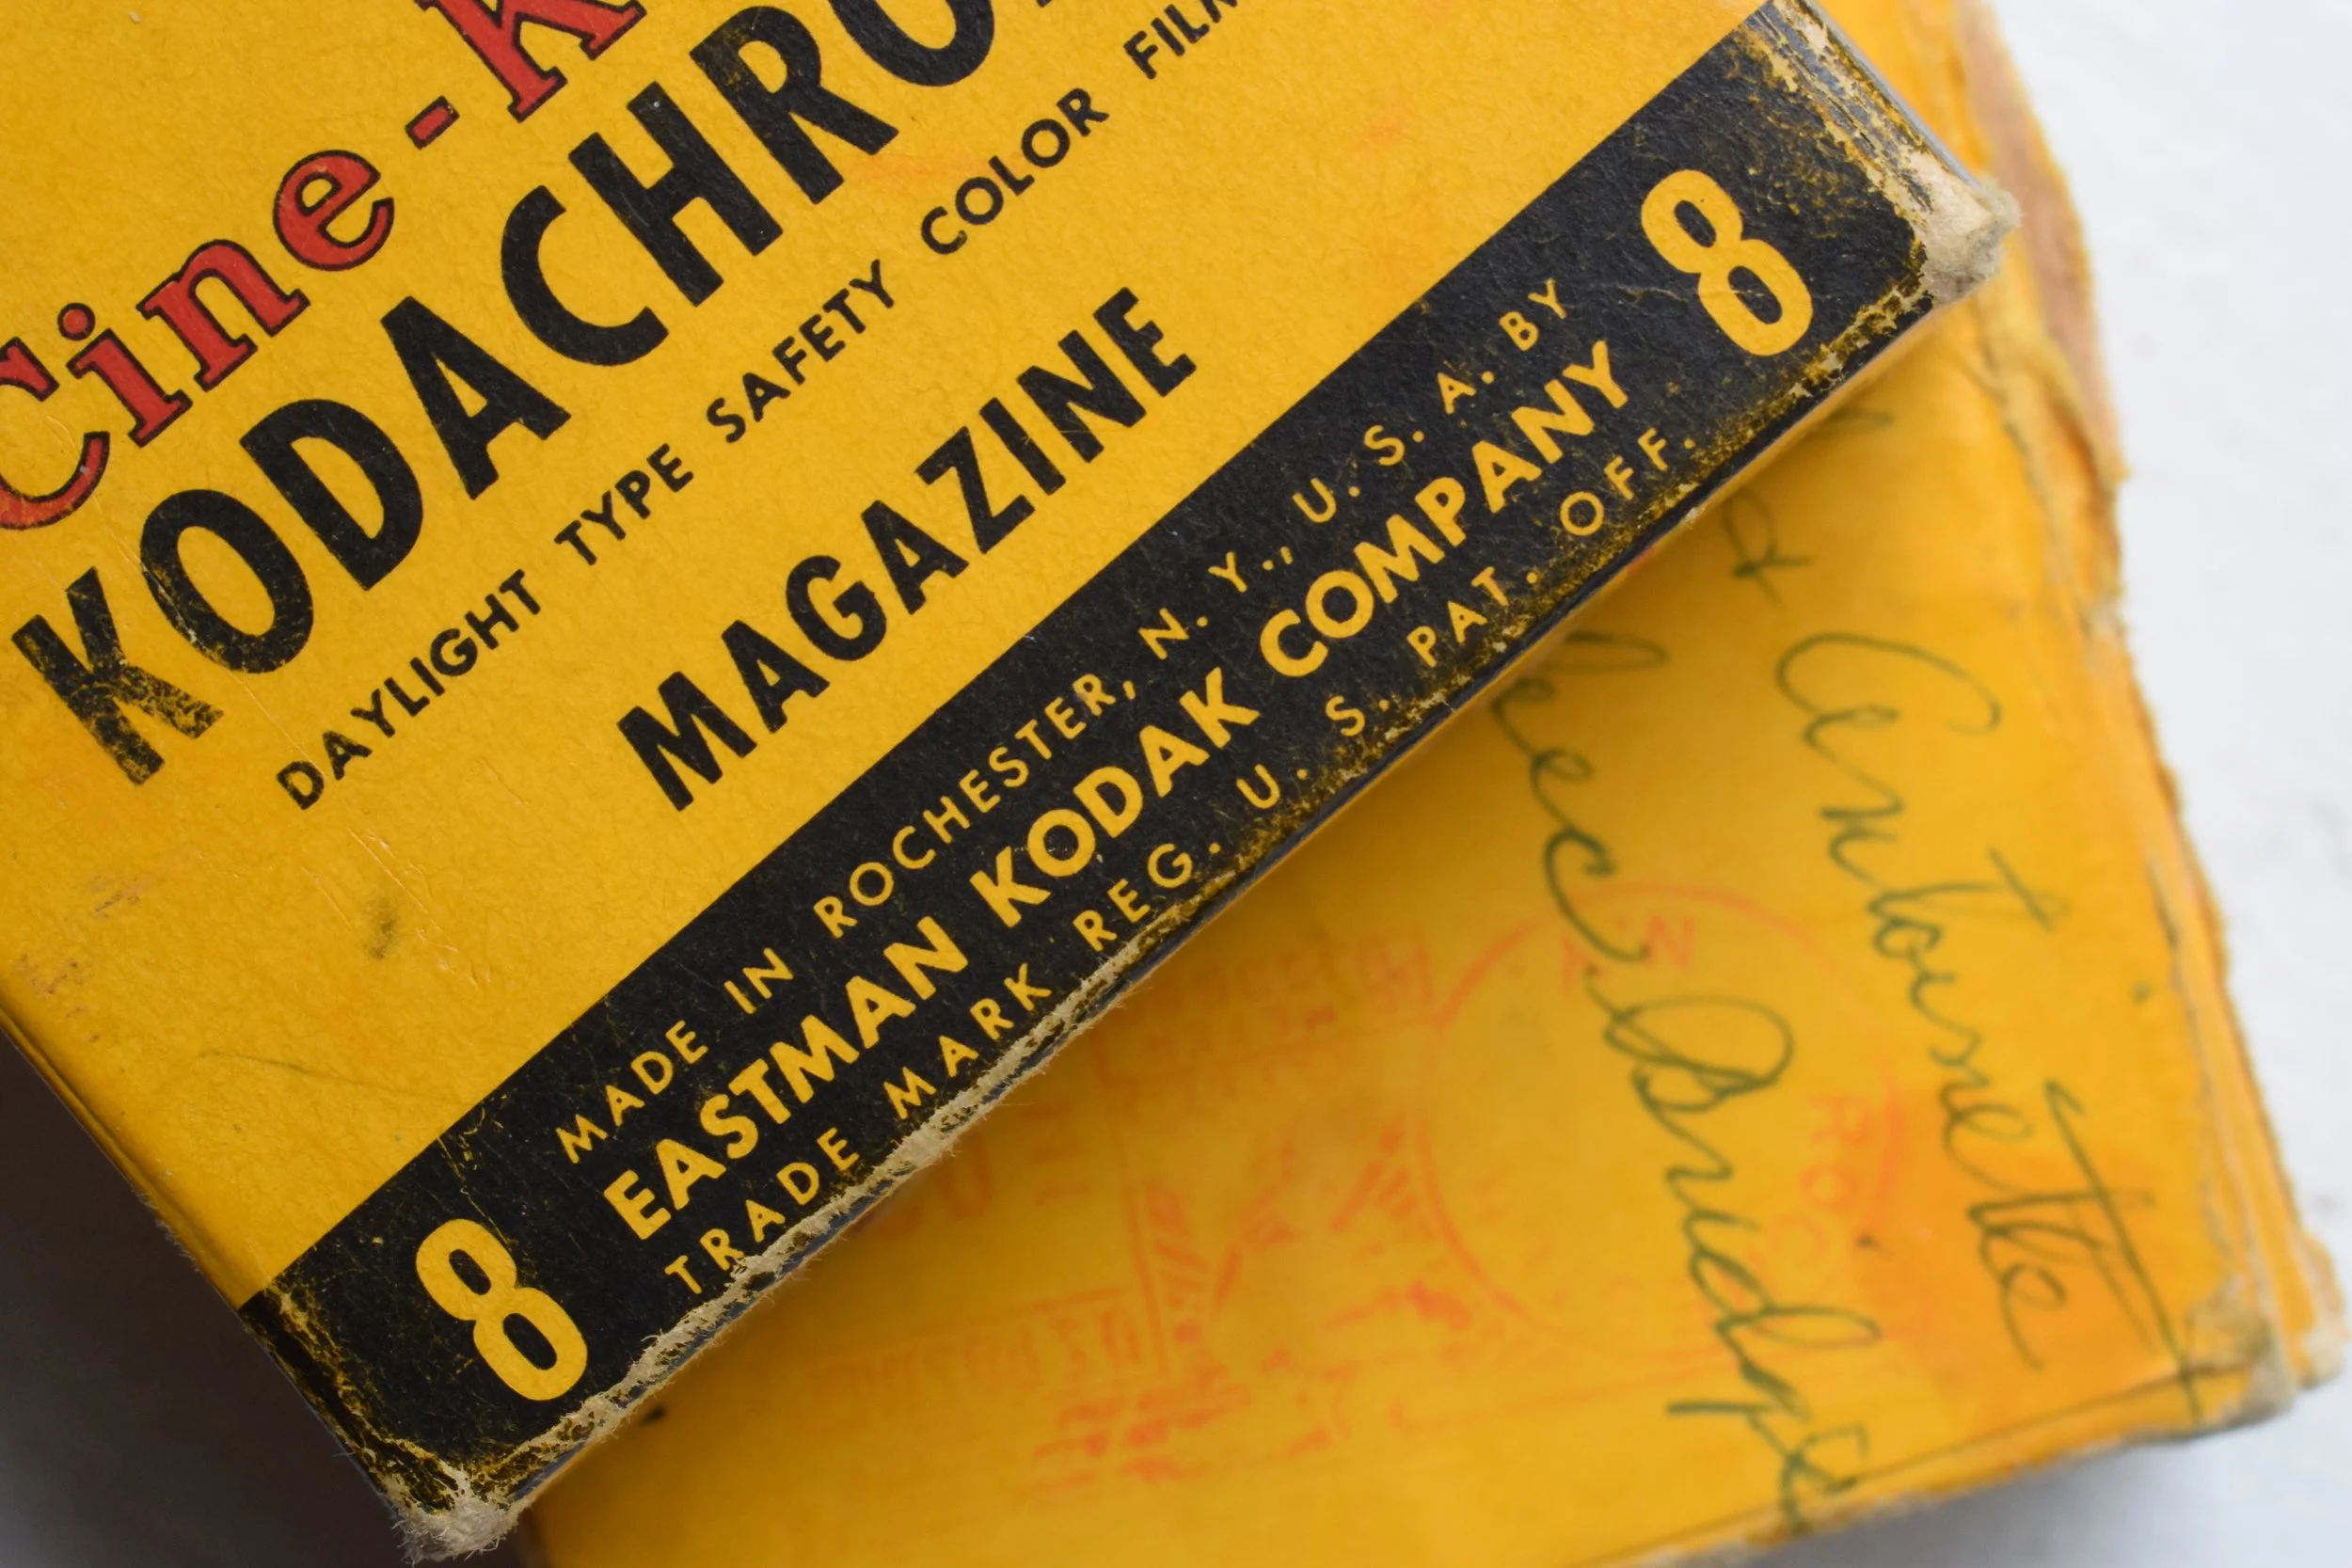 Cine-K
KODACHRO
DAYLIGHT TYPE SAFETY COLOR FILM
MAGAZINE
8 MADE IN ROCHESTER, N. Y., U. S. A. BY 8
EASTMAN KODAK COMPANY
TRADE MARK REG. U. S. PAT. OFF.
& Antoinette